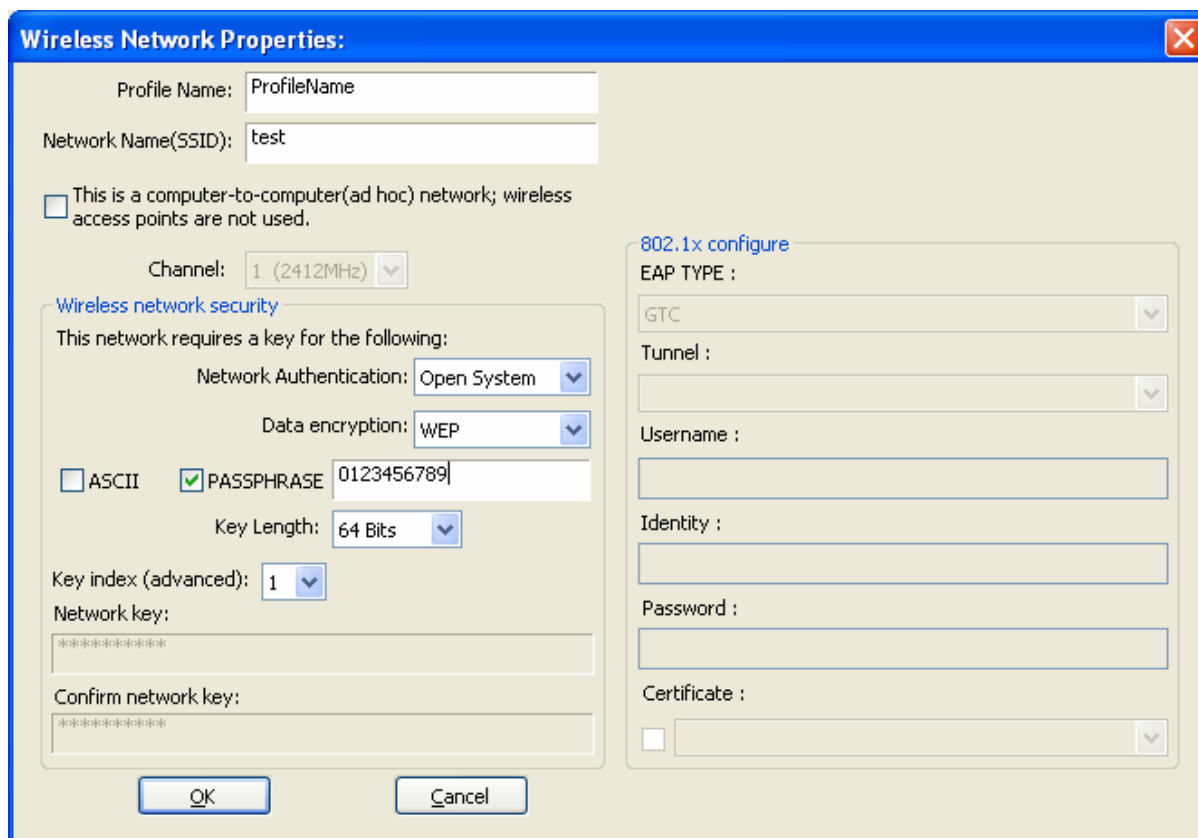 Wireless Network Properties:
Profile Name: ProfileName
Network Name(SSID): test
This is a computer-to-computer(ad hoc) network; wireless
access points are not used.
Channel: 1 (2412MHz)
Wireless network security
This network requires a key for the following:
Network Authentication: Open System
Data encryption: WEP
ASCII PASSPHRASE 0123456789
Key Length: 64 Bits
Key index (advanced): 1
Network key:
**********
Confirm network key:
**********
OK Cancel
802.1x configure
EAP TYPE :
GTC
Tunnel :
Username :
Identity :
Password :
Certificate :